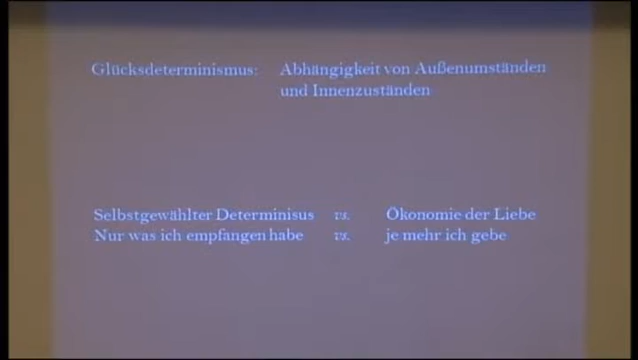 Glücksdeterminismus: Abhängigkeit von Außenumständen
und Innenzuständen
Selbstgewählter Determinisus vs. Ökonomie der Liebe
Nur was ich empfangen habe vs. je mehr ich gebe